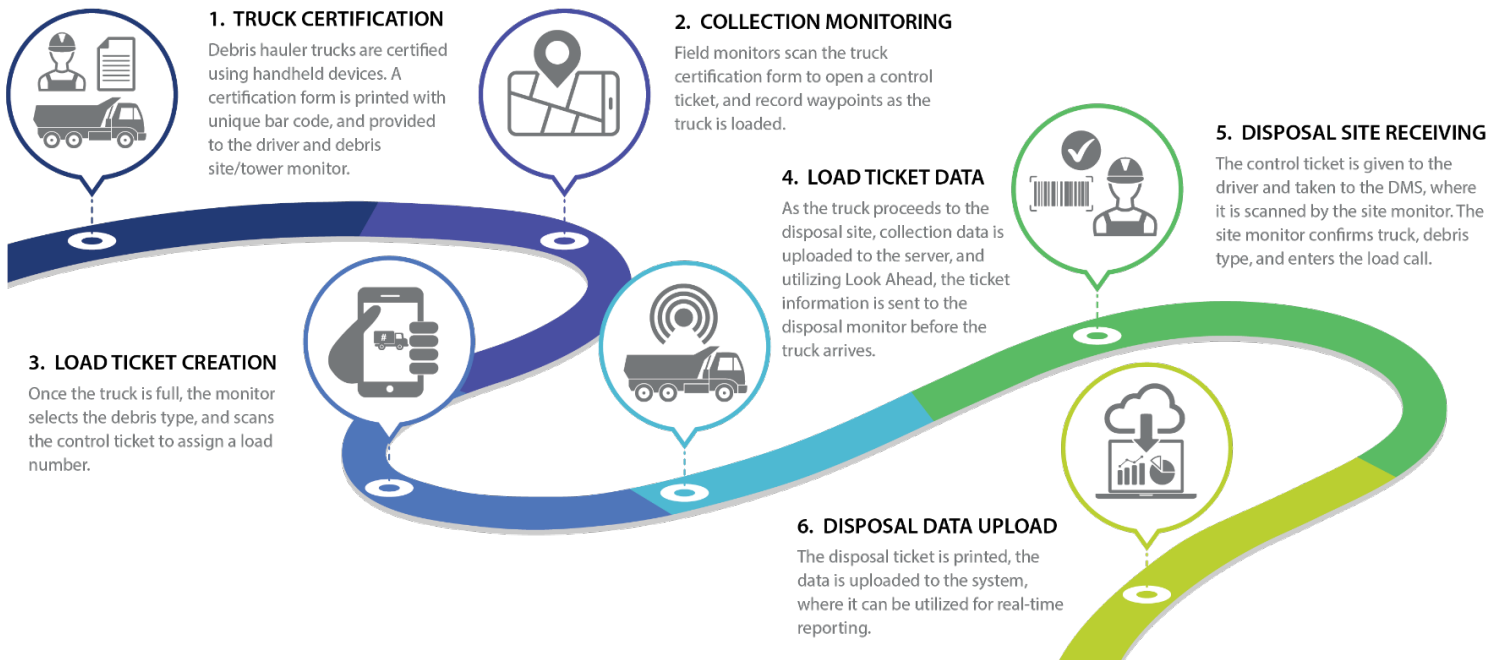 1. TRUCK CERTIFICATION
Debris hauler trucks are certified
using handheld devices. A
certification form is printed with
unique bar code, and provided
to the driver and debris
site/tower monitor.
2. COLLECTION MONITORING
Field monitors scan the truck
certification form to open a control
ticket, and record waypoints as the
truck is loaded.
3. LOAD TICKET CREATION
Once the truck is full, the monitor
selects the debris type, and scans
the control ticket to assign a load
number.
#
4. LOAD TICKET DATA
As the truck proceeds to the
disposal site, collection data is
uploaded to the server, and
utilizing Look Ahead, the ticket
information is sent to the
disposal monitor before the
truck arrives.
5. DISPOSAL SITE RECEIVING
The control ticket is given to the
driver and taken to the DMS, where
it is scanned by the site monitor. The
site monitor confirms truck, debris
type, and enters the load call.
6. DISPOSAL DATA UPLOAD
The disposal ticket is printed, the
data is uploaded to the system,
where it can be utilized for real-time
reporting.